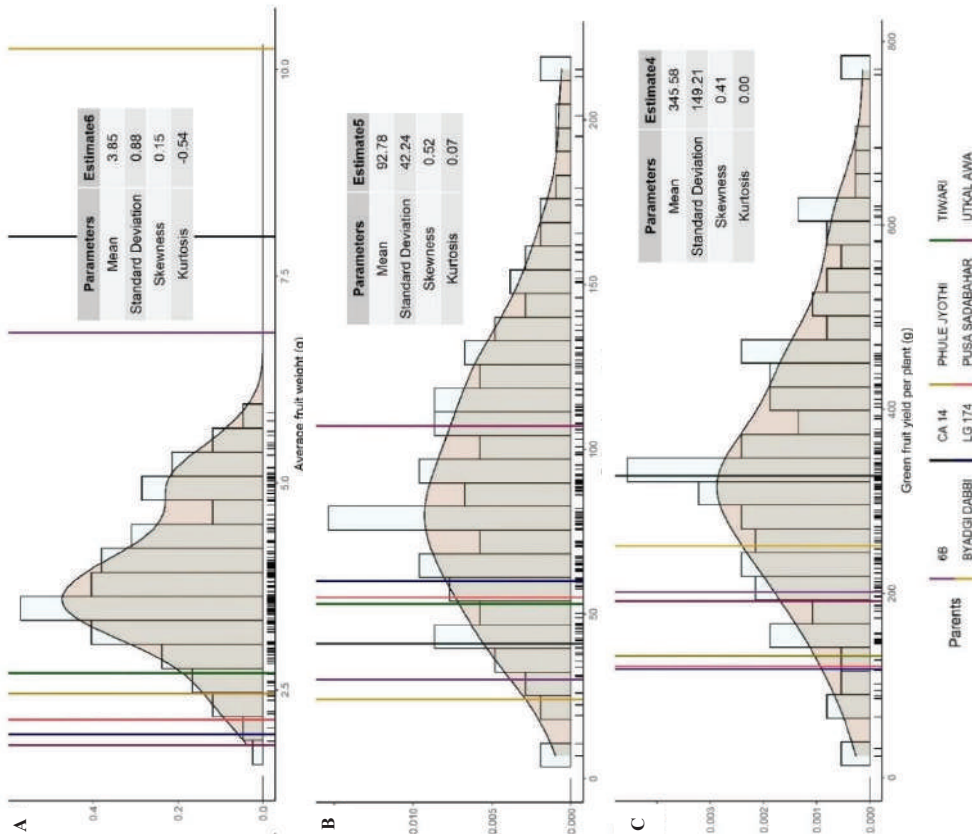 A
Parameters Estimate6
Mean 3.85
Standard Deviation 0.88
Skewness 0.15
Kurtosis -0.54
0.4
0.2
0.0
2.5
5.0
7.5
10.0
Average fruit weight (g)
B
Parameters Estimate5
Mean 92.78
Standard Deviation 42.24
Skewness 0.52
Kurtosis 0.07
0.010
0.005
0.000
0
50
100
150
200
C
Parameters Estimate4
Mean 345.58
Standard Deviation 149.21
Skewness 0.41
Kurtosis 0.00
0.003
0.002
0.001
0.000
0
200
400
600
800
Green fruit yield per plant (g)
Parents
6B CA 14 PHULE JYOTHI TIWARI
BYADGI DABBI LG 174 PUSA SADABAHAR UTKAL AWA